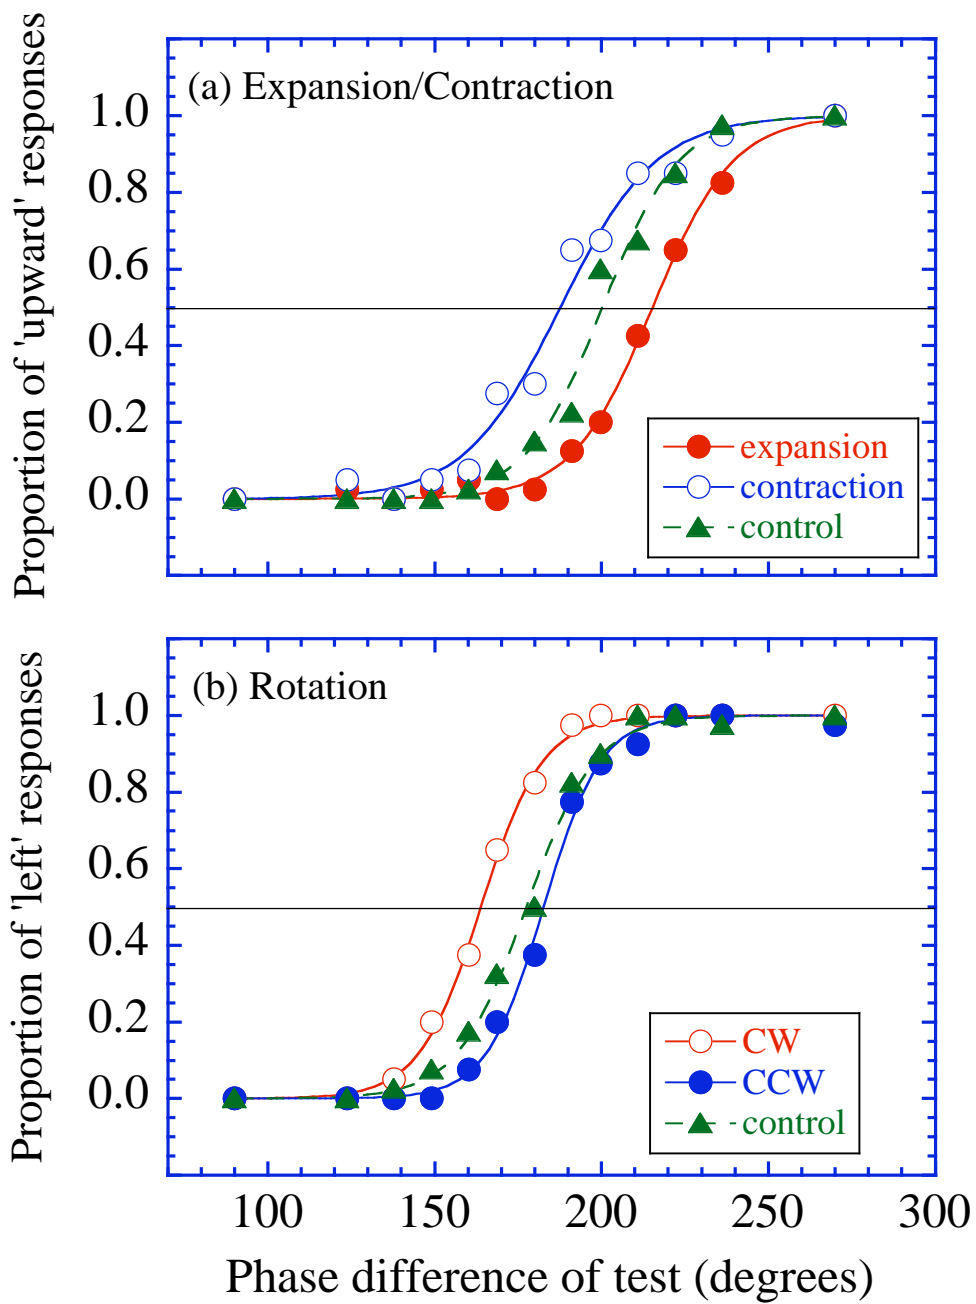 Proportion of 'upward' responses
(a) Expansion/Contraction
1.0
0.8
0.6
0.4
0.2
0.0
expansion
contraction
control
Proportion of 'left' responses
(b) Rotation
1.0
0.8
0.6
0.4
0.2
0.0
CW
CCW
control
100 150 200 250 300
Phase difference of test (degrees)